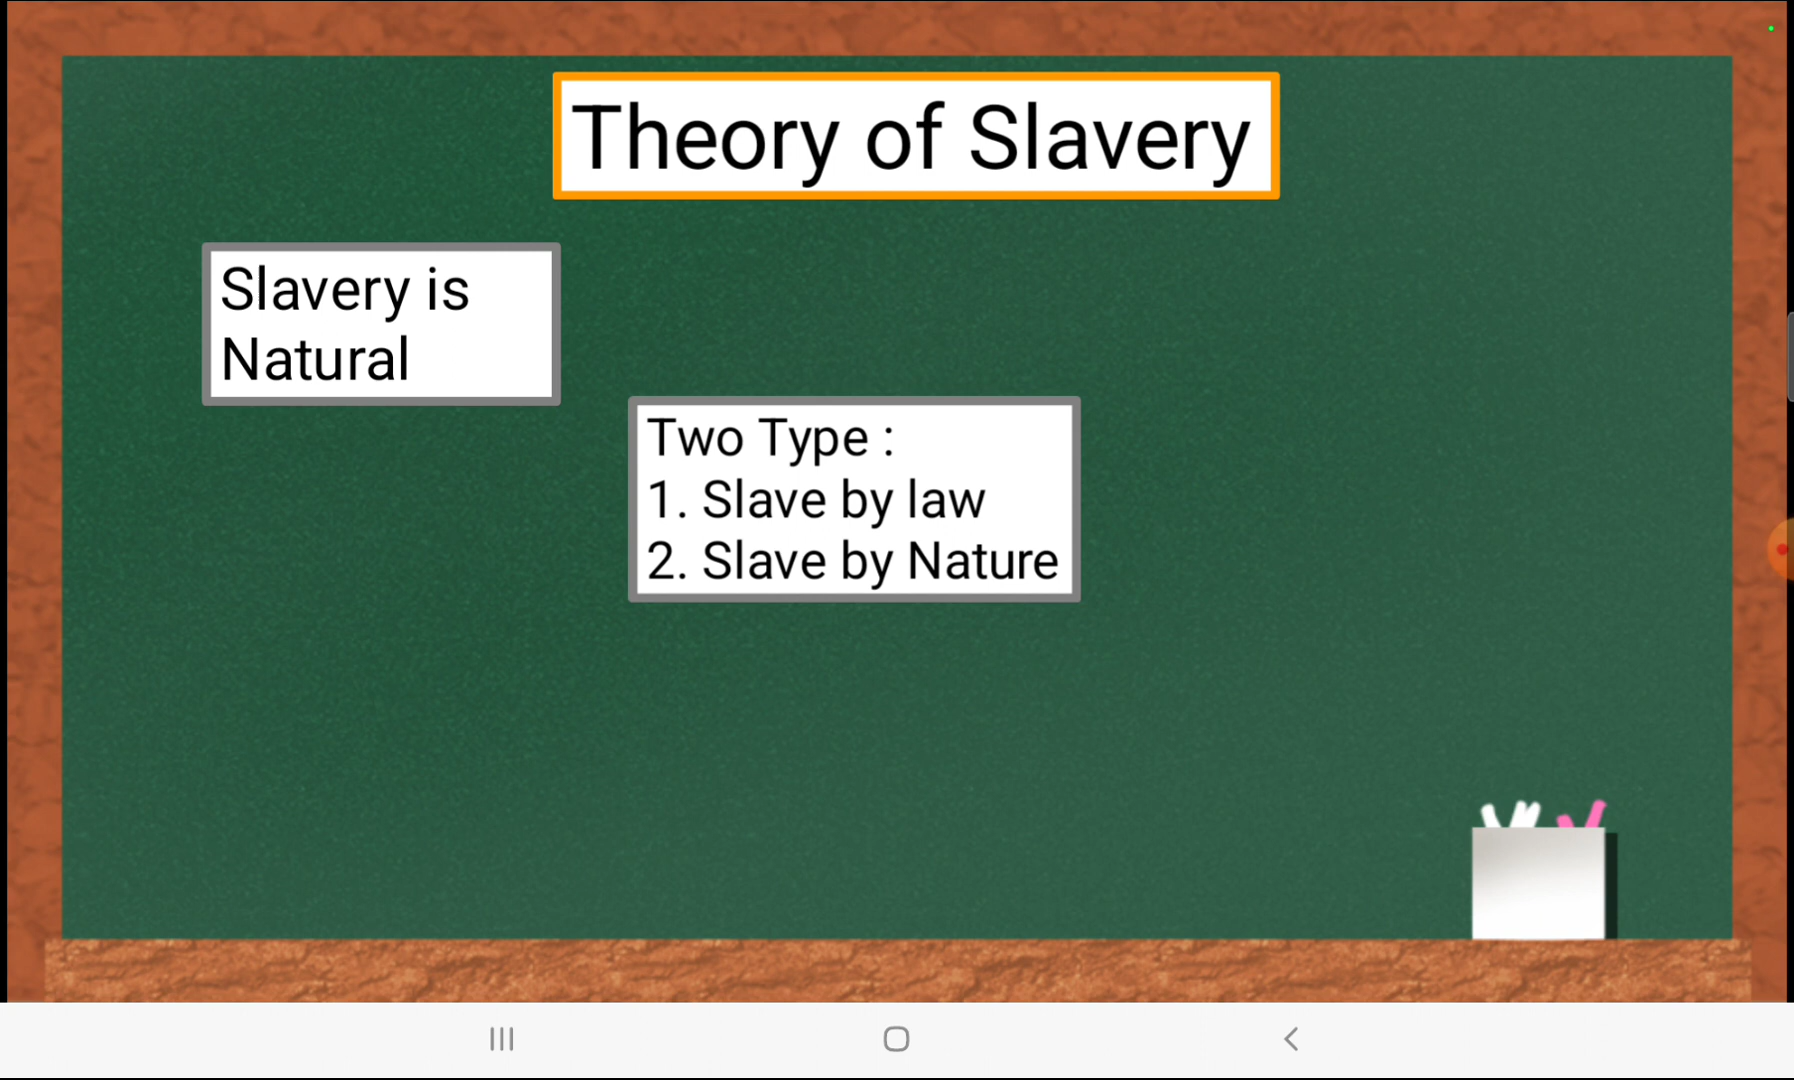 Theory of Slavery
Slavery is
Natural
Two Type :
1. Slave by law
2. Slave by Nature